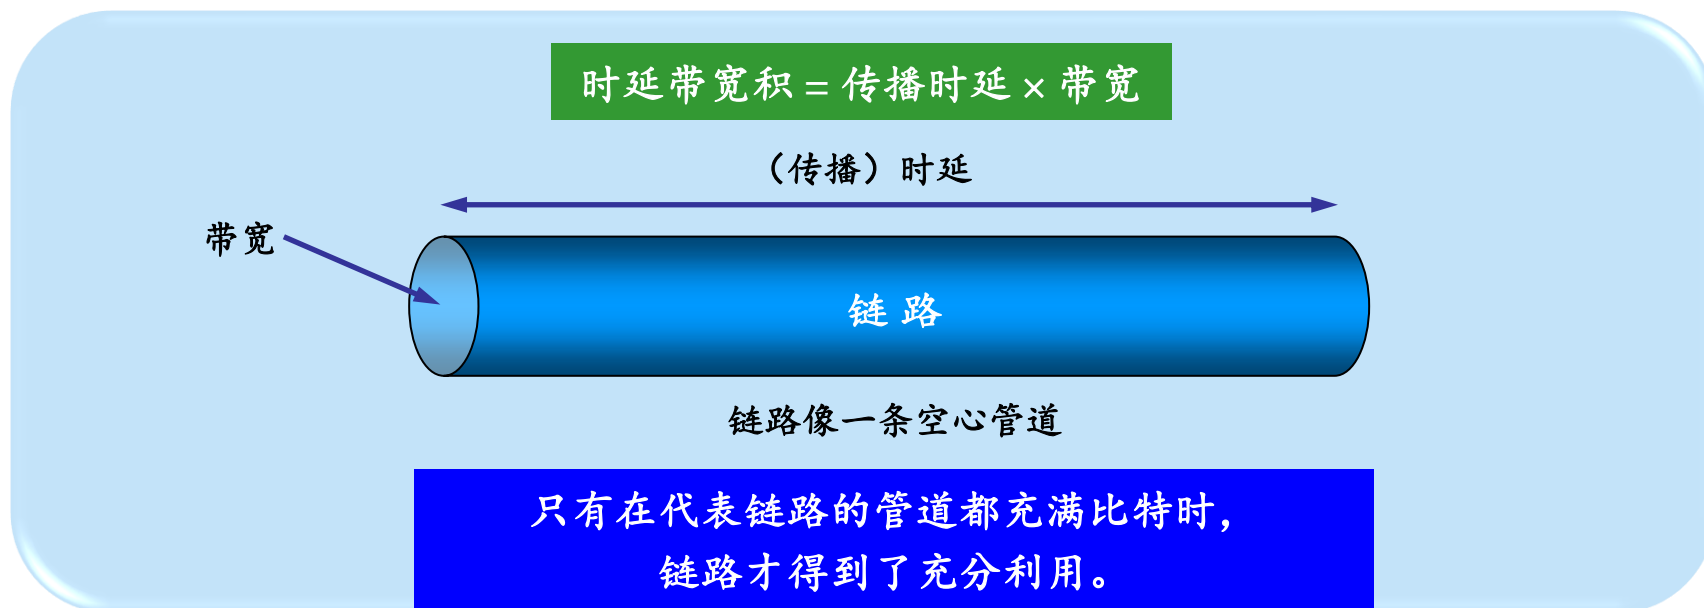 时延带宽积 = 传播时延 × 带宽
（传播）时延
带宽
链路
链路像一条空心管道
只有在代表链路的管道都充满比特时，
链路才得到了充分利用。